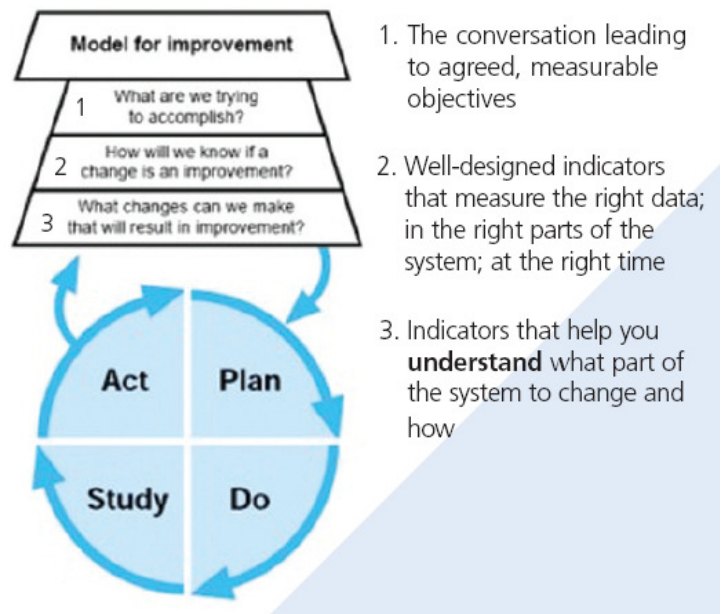 Model for improvement
1 What are we trying
to accomplish?
2 How will we know if a
change is an improvement?
3 What changes can we make
that will result in improvement?
Act
Plan
Study
Do
1. The conversation leading
to agreed, measurable
objectives
2. Well-designed indicators
that measure the right data;
in the right parts of the
system; at the right time
3. Indicators that help you
understand what part of
the system to change and
how